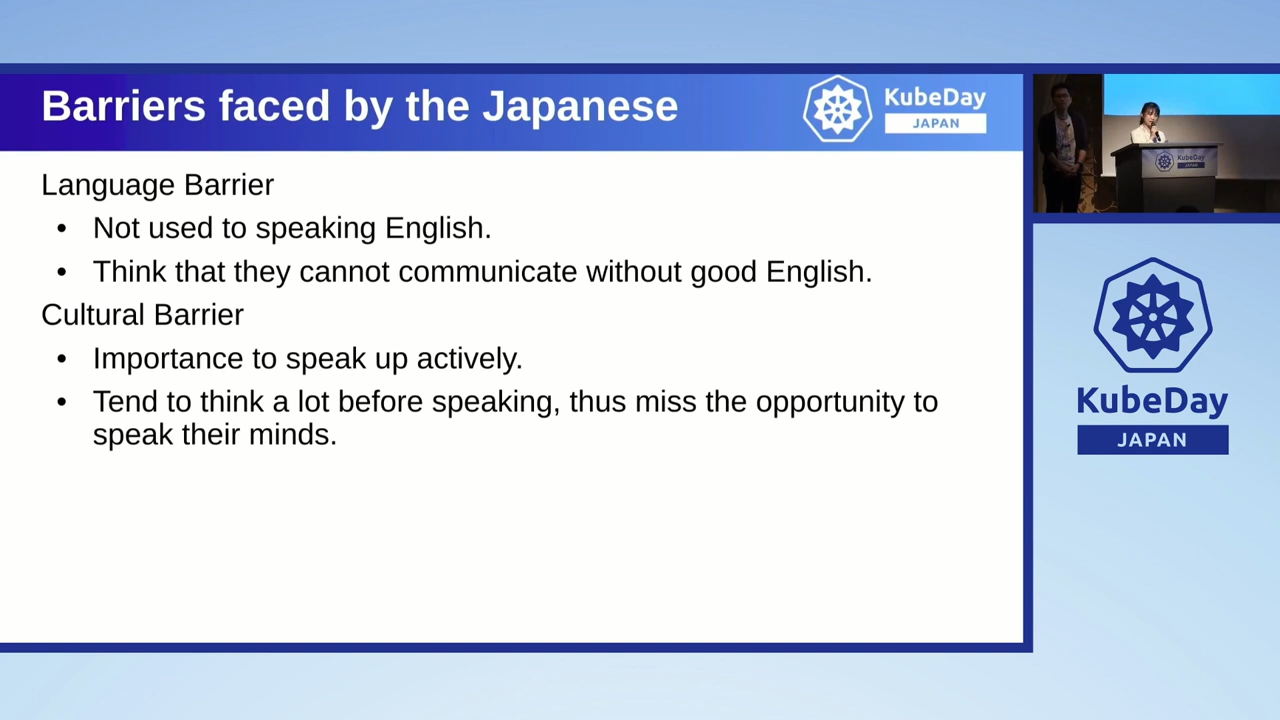 Barriers faced by the Japanese
KubeDay
JAPAN
Language Barrier
• Not used to speaking English.
• Think that they cannot communicate without good English.
Cultural Barrier
• Importance to speak up actively.
• Tend to think a lot before speaking, thus miss the opportunity to
speak their minds.
KubeDay
JAPAN
KubeDay
JAPAN